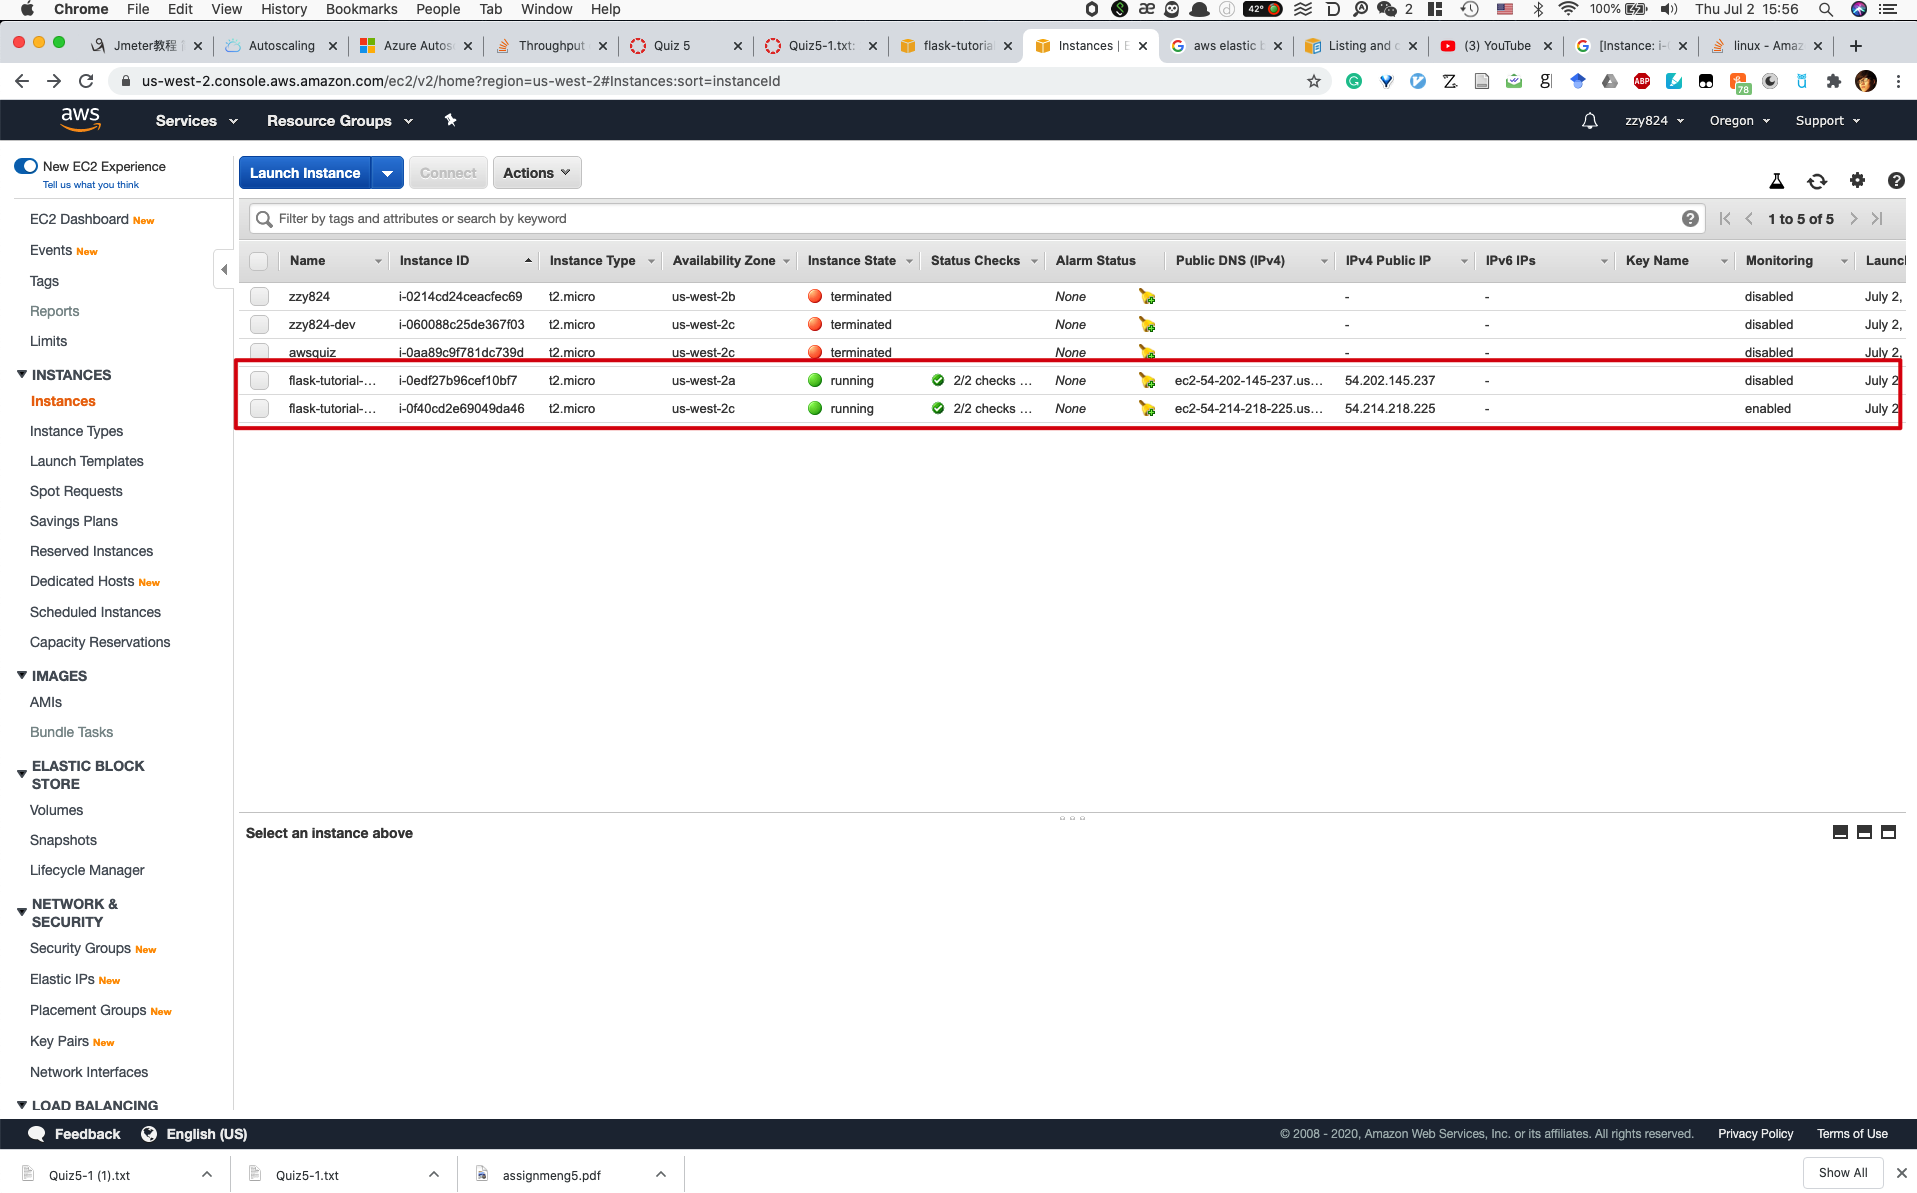 Chrome File Edit View History Bookmarks People Tab Window Help 42° 2 100% Thu Jul 2 15:56
Jmeter教程 Autoscaling Azure Autos Throughput Quiz 5 Quiz5-1.txt: flask-tutoria Instances | E aws elastic b Listing and c (3) YouTube [Instance: i- linux - Amaz
us-west-2.console.aws.amazon.com/ec2/v2/home?region=us-west-2#Instances:sort=instanceId ABP 78
aws Services Resource Groups zzy824 Oregon Support
New EC2 Experience
Tell us what you think
Launch Instance Connect Actions
EC2 Dashboard New
Events New
Tags
Reports
Limits
INSTANCES
Instances
Instance Types
Launch Templates
Spot Requests
Savings Plans
Reserved Instances
Dedicated Hosts New
Scheduled Instances
Capacity Reservations
IMAGES
AMIs
Bundle Tasks
ELASTIC BLOCK
STORE
Volumes
Snapshots
Lifecycle Manager
NETWORK &
SECURITY
Security Groups New
Elastic IPs New
Placement Groups New
Key Pairs New
Network Interfaces
LOAD BALANCING
Filter by tags and attributes or search by keyword 1 to 5 of 5
Name Instance ID Instance Type Availability Zone Instance State Status Checks Alarm Status Public DNS (IPv4) IPv4 Public IP IPv6 IPs Key Name Monitoring Launcl
zzy824 i-0214cd24ceacfec69 t2.micro us-west-2b terminated None - - disabled July 2,
zzy824-dev i-060088c25de367f03 t2.micro us-west-2c terminated None - - disabled July 2,
awsquiz i-0aa89c9f781dc739d t2.micro us-west-2c terminated None - - disabled July 2,
flask-tutorial-... i-0edf27b96cef10bf7 t2.micro us-west-2a running 2/2 checks ... None ec2-54-202-145-237.us... 54.202.145.237 - disabled July 2
flask-tutorial-... i-0f40cd2e69049da46 t2.micro us-west-2c running 2/2 checks ... None ec2-54-214-218-225.us... 54.214.218.225 - enabled July 2
Select an instance above
Feedback English (US) © 2008 - 2020, Amazon Web Services, Inc. or its affiliates. All rights reserved. Privacy Policy Terms of Use
Quiz5-1 (1).txt Quiz5-1.txt assignmeng5.pdf Show All